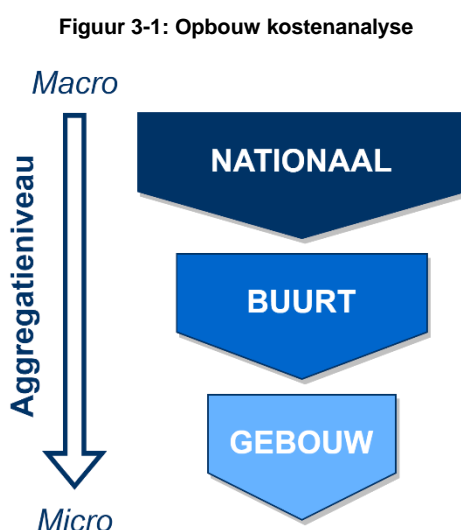 Figuur 3-1: Opbouw kostenanalyse
Macro
Aggregatieniveau
NATIONAAL
BUURT
GEBOUW
Micro